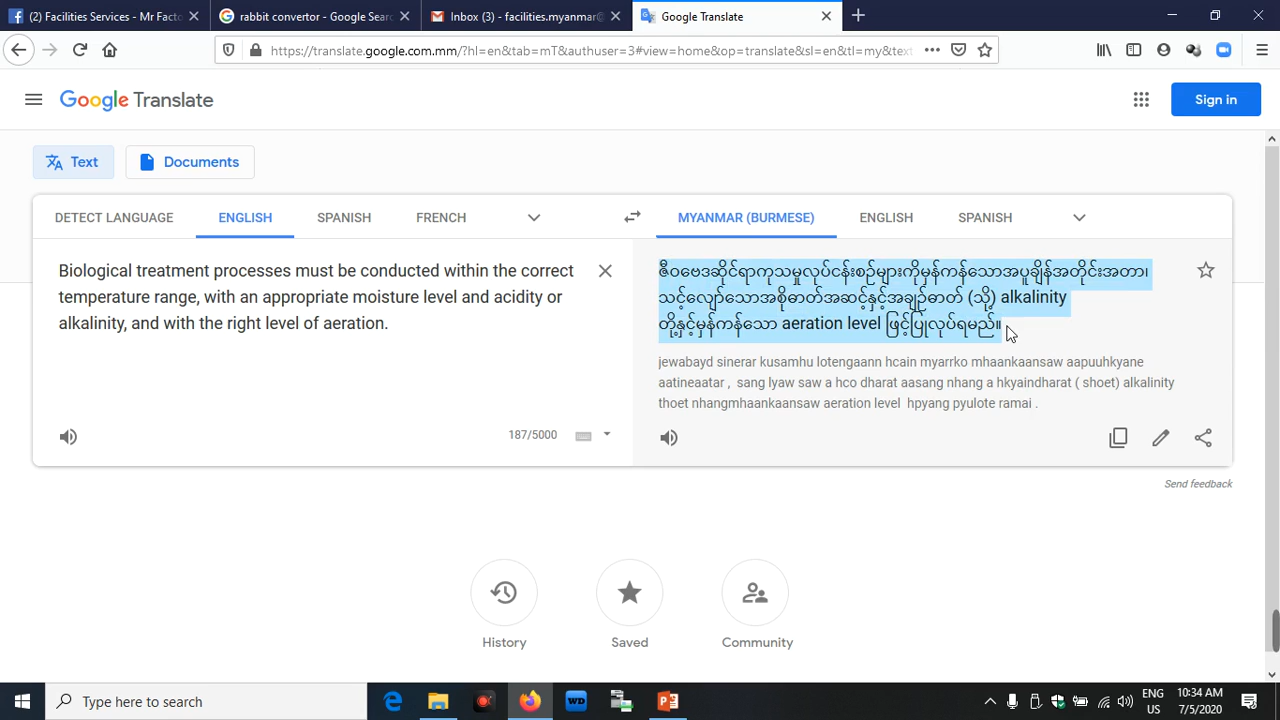 (2) Facilities Services - Mr Facto
rabbit convertor - Google Sear
Inbox (3) - facilities.myanmar@
Google Translate
https://translate.google.com.mm/?hl=en&tab=mT&authuser=3#view=home&op=translate&sl=en&tl=my&text
Google Translate
Sign in
Text
Documents
DETECT LANGUAGE ENGLISH SPANISH FRENCH
MYANMAR (BURMESE) ENGLISH SPANISH
Biological treatment processes must be conducted within the correct
temperature range, with an appropriate moisture level and acidity or
alkalinity, and with the right level of aeration.
187/5000
ဇီဝဗေဒဆိုင်ရာကုသမှုလုပ်ငန်းစဉ်များကိုမှန်ကန်သောအပူချိန်အတိုင်းအတာ၊
သင့်လျော်သောအစိုဓာတ်အဆင့်နှင့်အချဉ်ဓာတ် (သို့) alkalinity
တို့နှင့်မှန်ကန်သော aeration level ဖြင့်ပြုလုပ်ရမည်။
jewabayd sinerar kusamhu lotengaann hcain myarrko mhaankaansaw aapuuhkyane
aatineaatar , sang lyaw saw a hco dharat aasang nhang a hkyaindharat ( shoet) alkalinity
thoet nhangmhaankaansaw aeration level hpyang pyulote ramai .
Send feedback
History
Saved
Community
Type here to search
WD
ENG
US
10:34 AM
7/5/2020